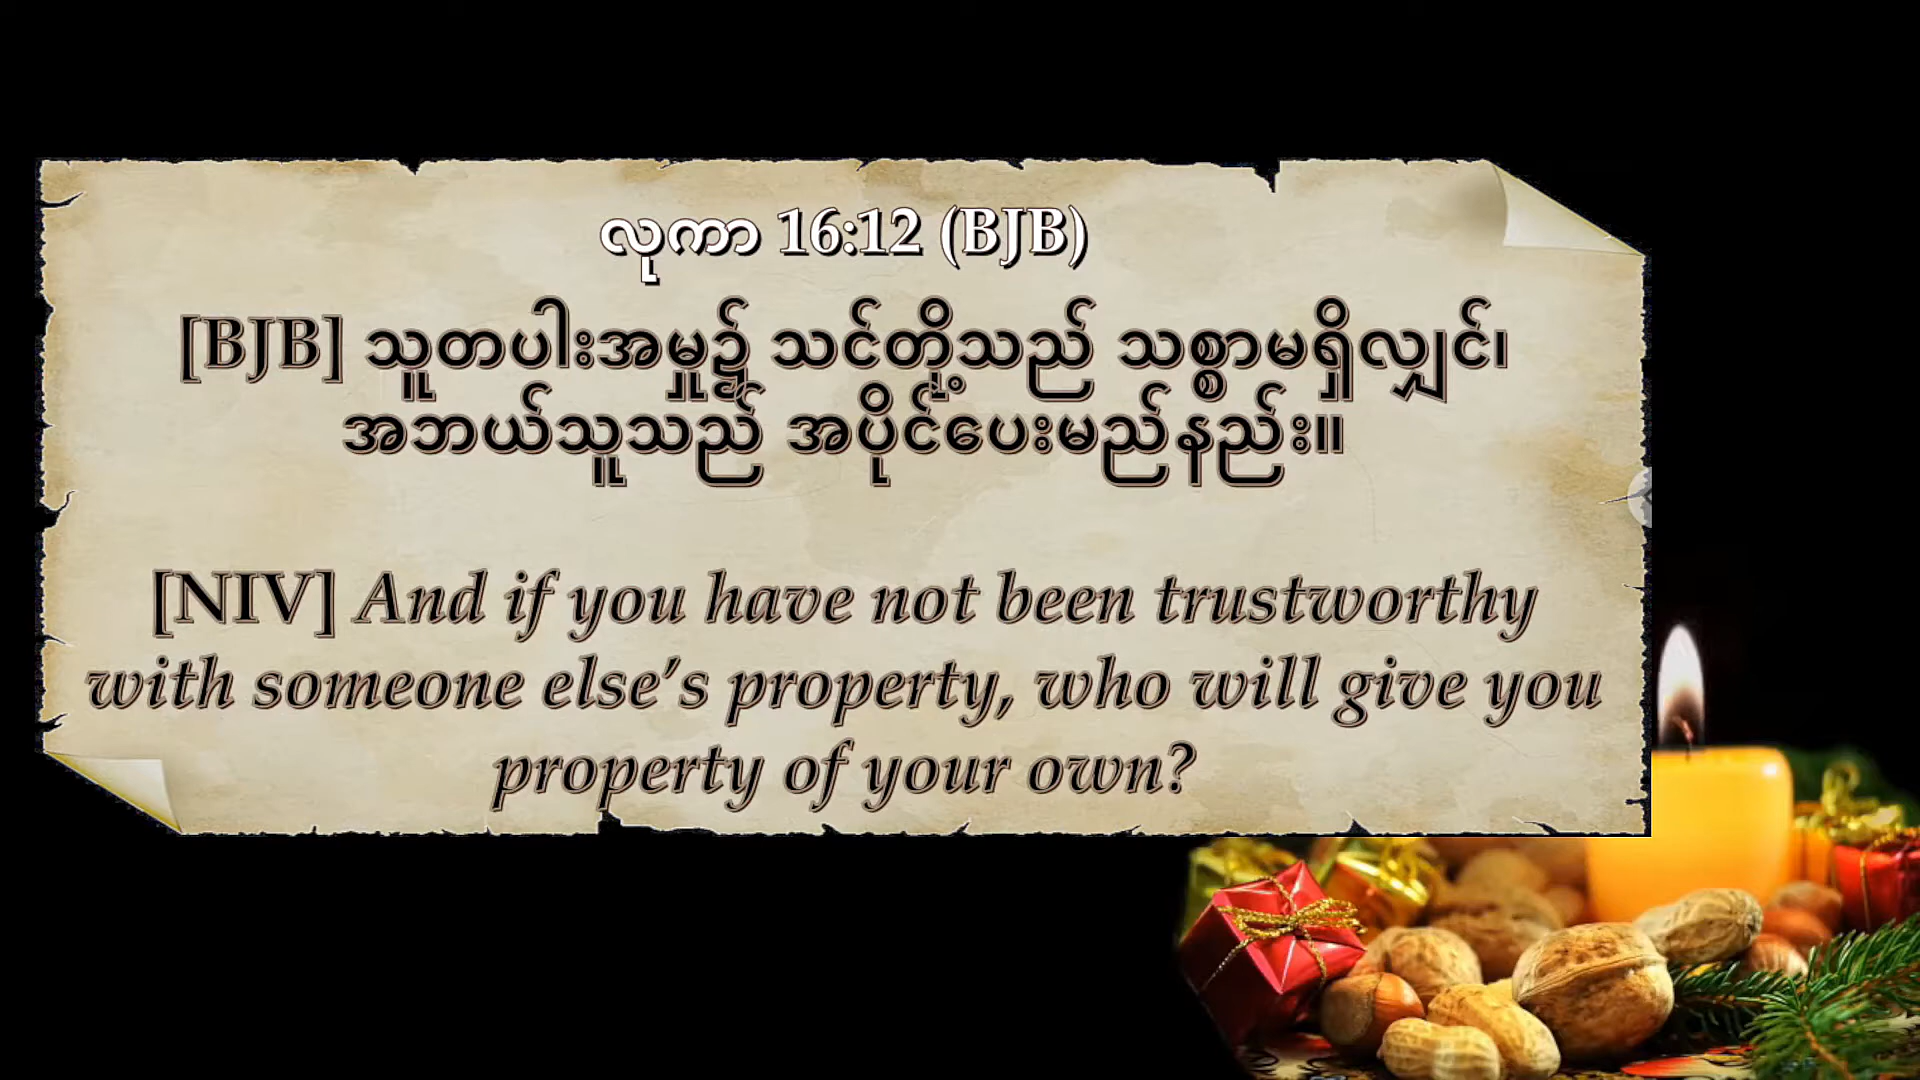 လုကာ 16:12 (BJB)
[BJB] သူတပါးအမှု၌ သင်တို့သည် သစ္စာမရှိလျှင်၊
အဘယ်သူသည် အပိုင်ပေးမည်နည်း။
[NIV] And if you have not been trustworthy
with someone else’s property, who will give you
property of your own?